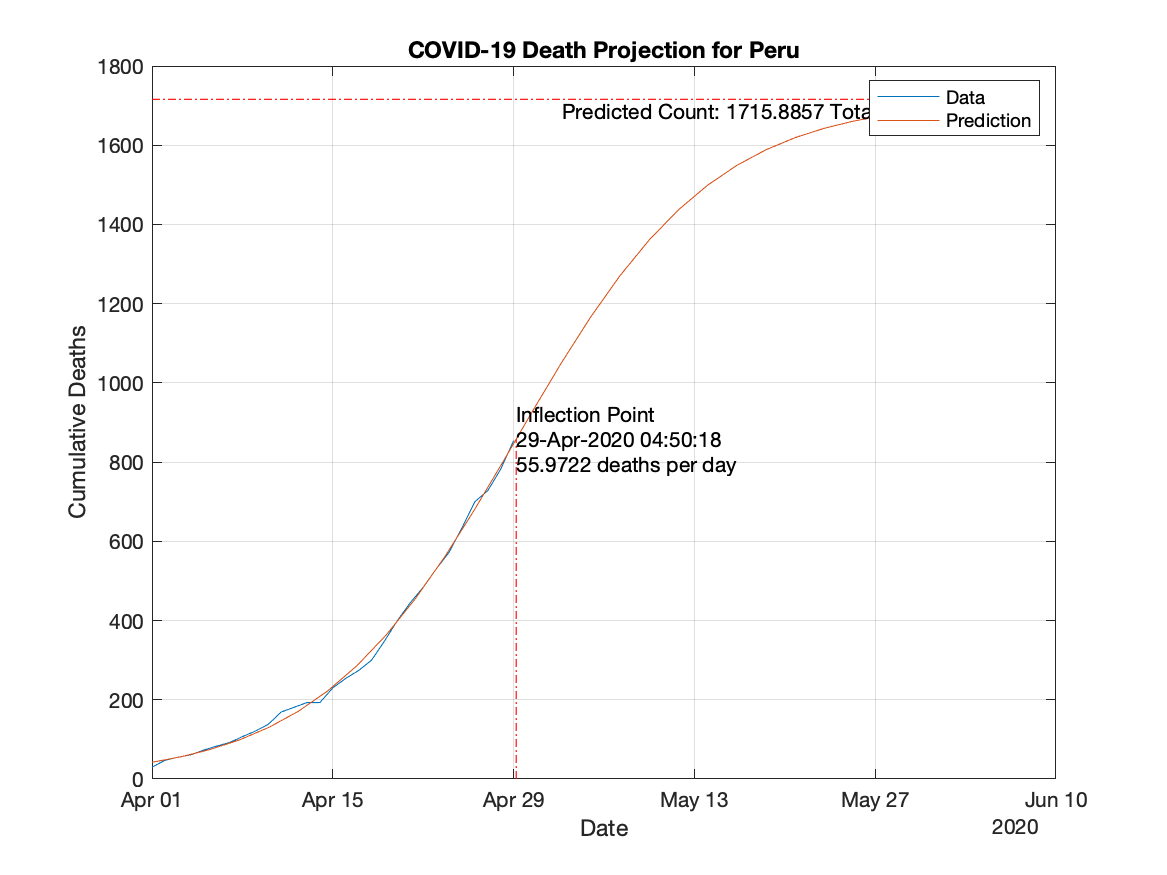 COVID-19 Death Projection for Peru
1800
1600
1400
1200
1000
800
600
400
200
0
Cumulative Deaths
Predicted Count: 1715.8857 Tota
Data
Prediction
Inflection Point
29-Apr-2020 04:50:18
55.9722 deaths per day
Apr 01
Apr 15
Apr 29
May 13
May 27
Jun 10
Date
2020